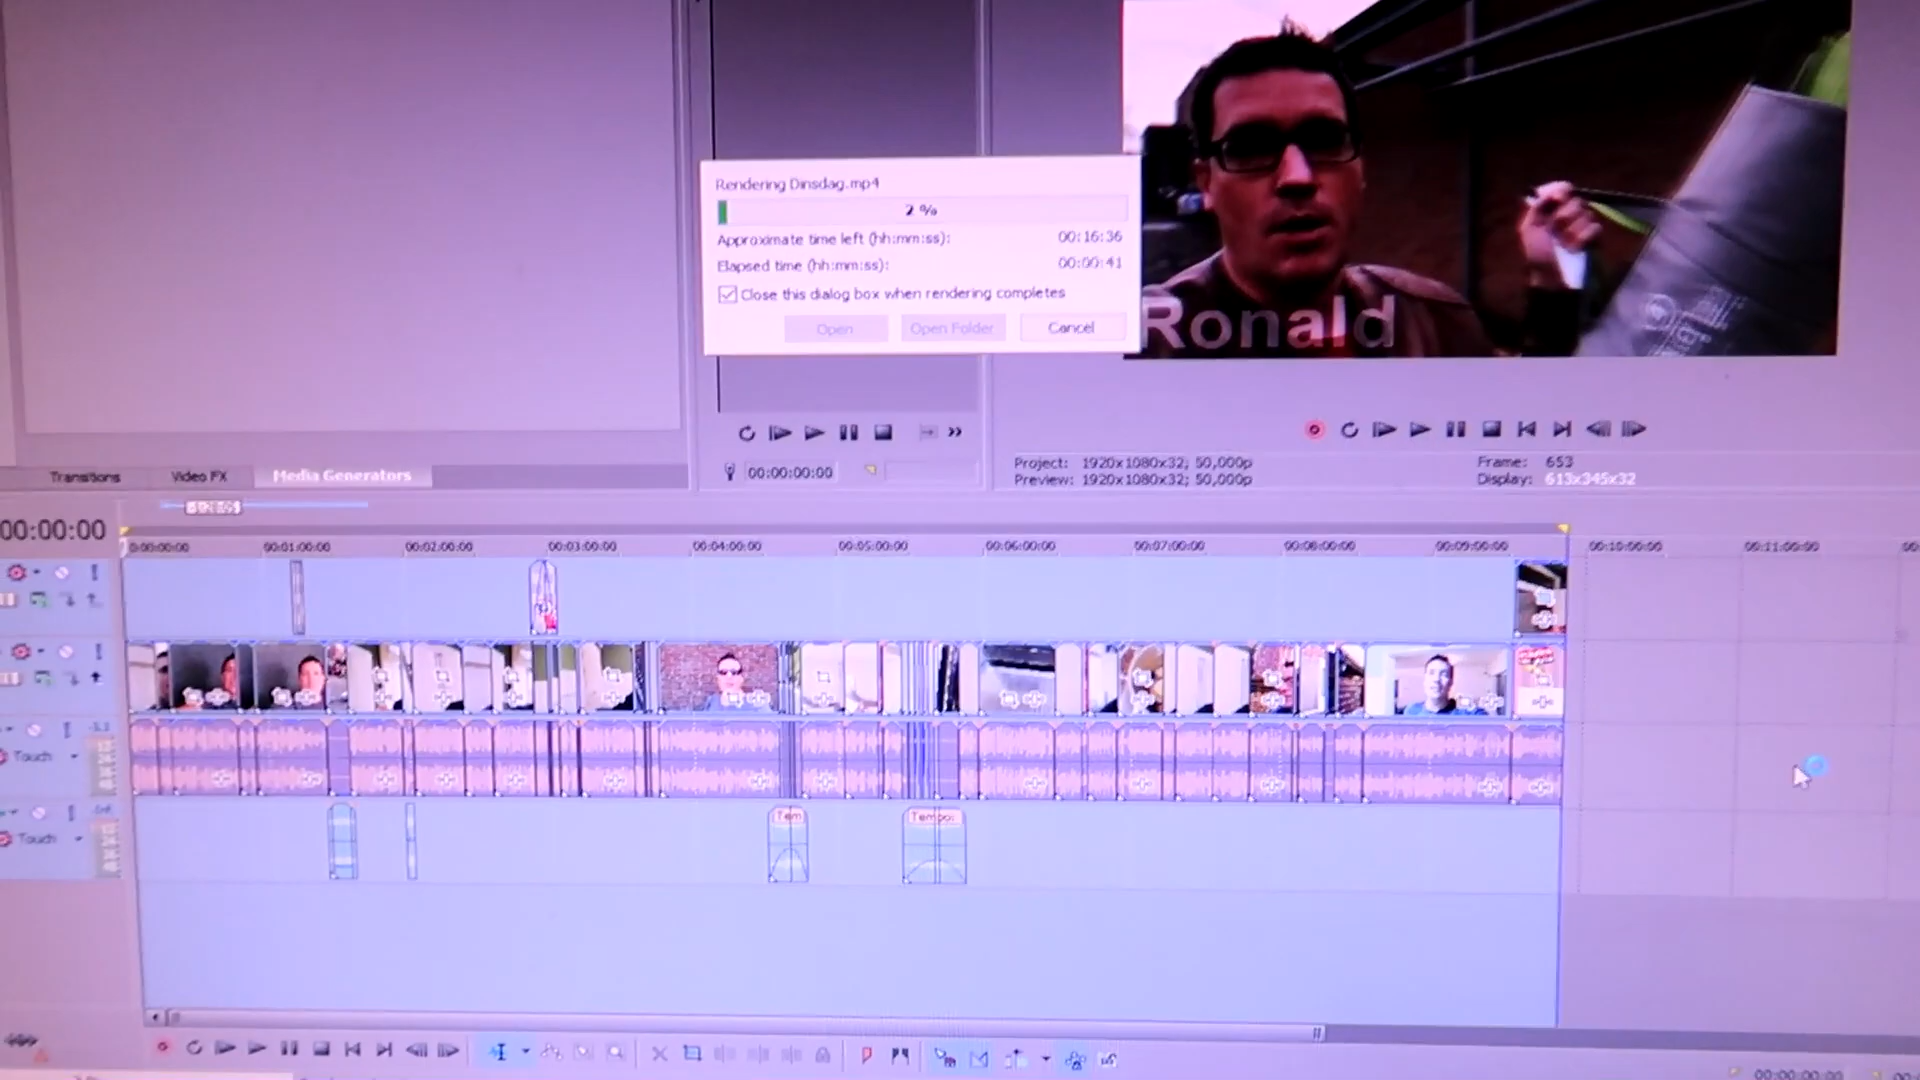 Rendering Dinsdag.mp4
2 %
Approximate time left (hh:mm:ss): 00:16:36
Elapsed time (hh:mm:ss): 00:00:41
Close this dialog box when rendering completes
Open Open Folder Cancel
Ronald
Transitions Video FX Media Generators
00:00:00:00
Project: 1920x1080x32; 50,000p
Preview: 1920x1080x32; 50,000p
Frame: 653
Display: 613x345x32
00:00:00
0:00:00:00 00:01:00:00 00:02:00:00 00:03:00:00 00:04:00:00 00:05:00:00 00:06:00:00 00:07:00:00 00:08:00:00 00:09:00:00 00:10:00:00 00:11:00:00
Touch
Touch
Tem
Tempo:
00:00:00:00